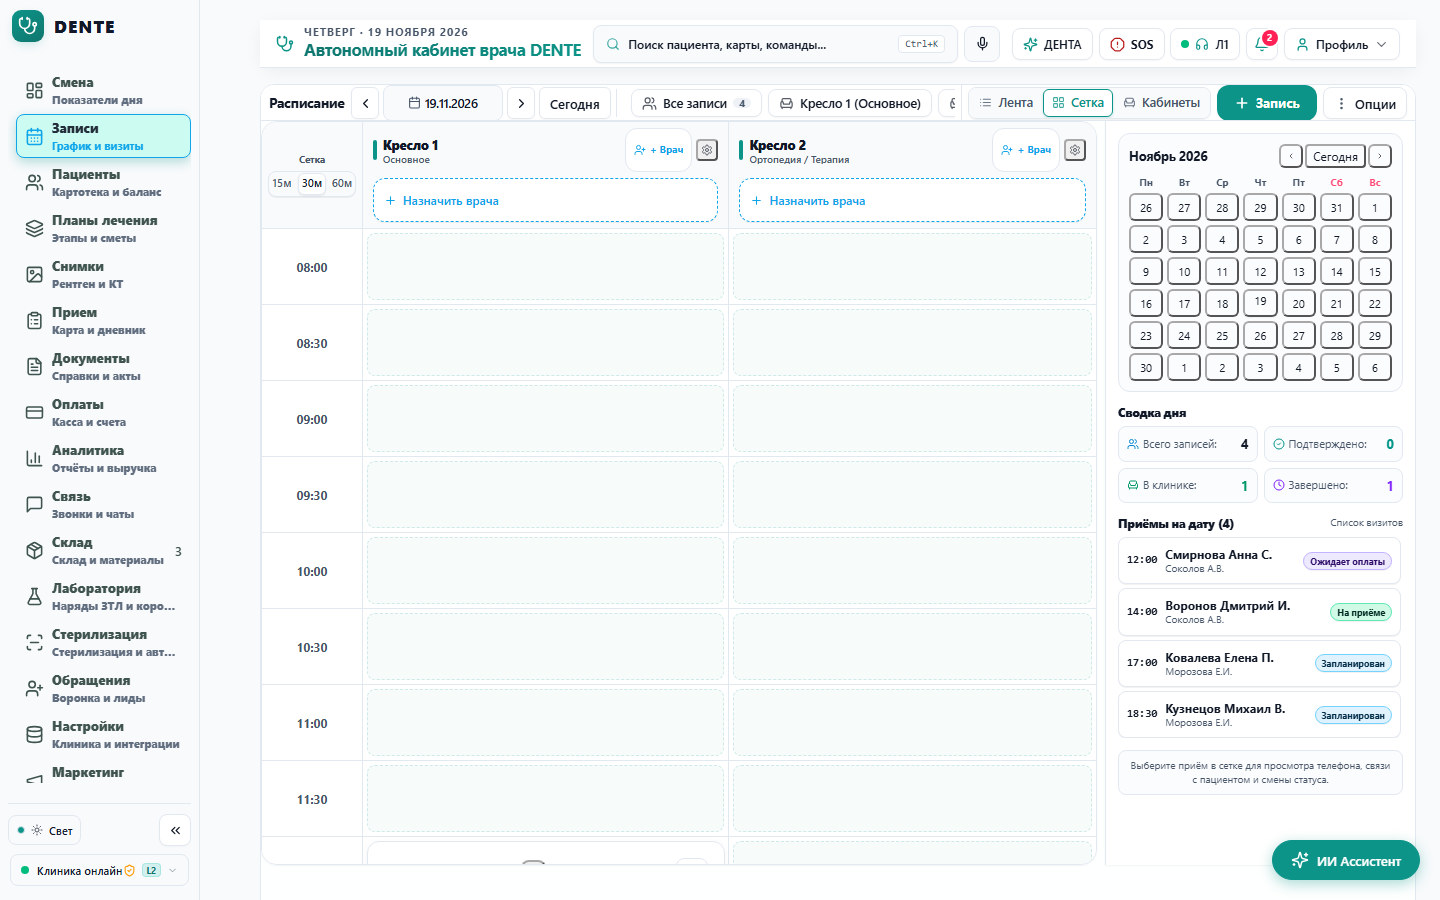 DENTE
Смена
Показатели дня
Записи
График и визиты
Пациенты
Картотека и баланс
Планы лечения
Этапы и сметы
Снимки
Рентген и КТ
Прием
Карта и дневник
Документы
Справки и акты
Оплаты
Касса и счета
Аналитика
Отчёты и выручка
Связь
Звонки и чаты
Склад
Склад и материалы
3
Лаборатория
Наряды ЗТЛ и коро...
Стерилизация
Стерилизация и авт...
Обращения
Воронка и лиды
Настройки
Клиника и интеграции
Маркетинг
Свет
Клиника онлайн L2
ЧЕТВЕРГ · 19 НОЯБРЯ 2026
Автономный кабинет врача DENTE
Поиск пациента, карты, команды... Ctrl+K
ДЕНТА
SOS
Л1
2
Профиль
Расписание
19.11.2026
Сегодня
Все записи 4
Кресло 1 (Основное)
Лента
Сетка
Кабинеты
Запись
Опции
Сетка
15м 30м 60м
Кресло 1
Основное
+ Врач
Назначить врача
Кресло 2
Ортопедия / Терапия
+ Врач
Назначить врача
08:00
08:30
09:00
09:30
10:00
10:30
11:00
11:30
Ноябрь 2026
‹ Сегодня ›
Пн Вт Ср Чт Пт Сб Вс
26 27 28 29 30 31 1
2 3 4 5 6 7 8
9 10 11 12 13 14 15
16 17 18 19 20 21 22
23 24 25 26 27 28 29
30 1 2 3 4 5 6
Сводка дня
Всего записей: 4
Подтверждено: 0
В клинике: 1
Завершено: 1
Приёмы на дату (4)
Список визитов
12:00 Смирнова Анна С.
Соколов А.В.
Ожидает оплаты
14:00 Воронов Дмитрий И.
Соколов А.В.
На приёме
17:00 Ковалева Елена П.
Морозова Е.И.
Запланирован
18:30 Кузнецов Михаил В.
Морозова Е.И.
Запланирован
Выберите приём в сетке для просмотра телефона, связи
с пациентом и смены статуса.
ИИ Ассистент